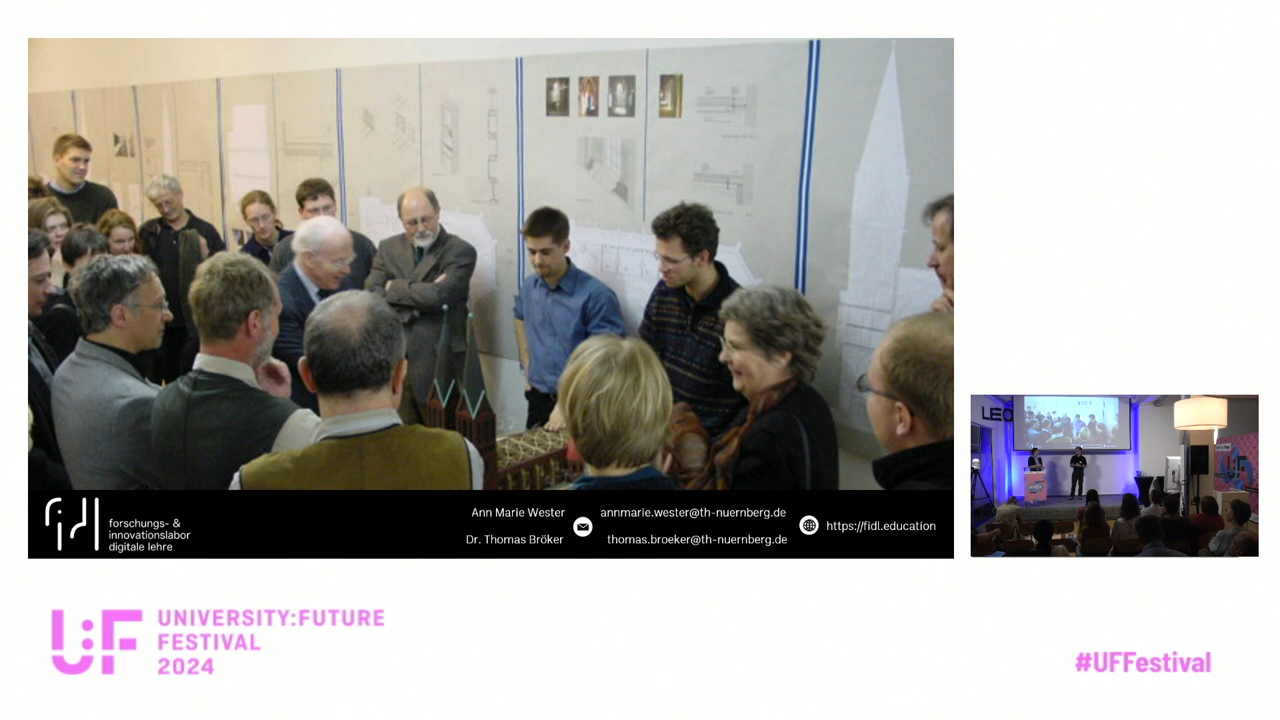 fidl
forschungs- &
innovationslabor
digitale lehre
Ann Marie Wester
annmarie.wester@th-nuernberg.de
Dr. Thomas Bröker
thomas.broeker@th-nuernberg.de
https://fidl.education
LEO
U:F
UNIVERSITY:FUTURE
FESTIVAL
2024
#UFFestival